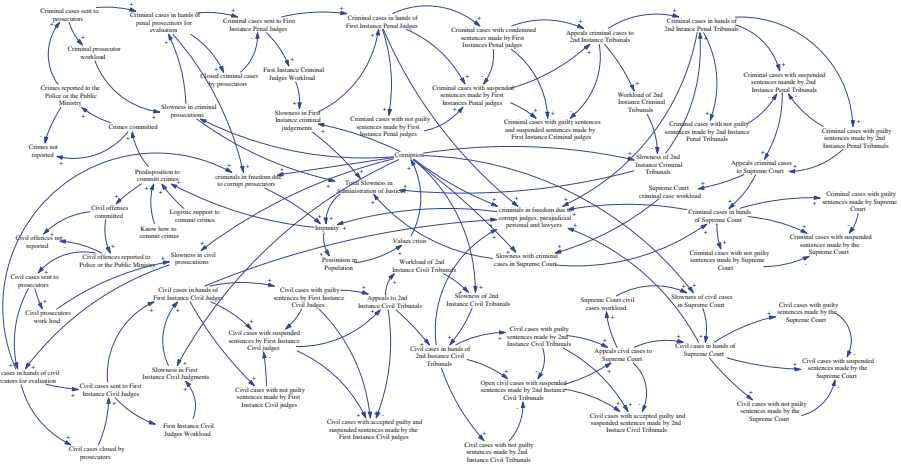 Criminal cases sent to
prosecutors
Criminal cases in hands of
penal prosecutors for
evaluation
Criminal cases sent to First
Instance Penal Judges
Criminal cases in hands of
First Instance Penal Judges
Criminal cases with condemned
sentences made by First
Instances Penal judges
Appeals criminal cases to
2nd Instance Tribunals
Criminal cases in hands of
2nd Intance Penal Tribunals
Criminal prosecutor
workload
Closed criminal cases
by prosecutors
First Instance Criminal
Judges Workload
Criminal cases with suspended
sentences made by First
Instances Penal judges
Workload of 2nd
Instance Criminal
Tribunals
Criminal cases with suspended
sentences mande by 2nd
Instance Penal Tribunals
Crimes reported to the
Police or the Public
Ministry
Slowness in criminal
prosecutions
Slowness in First
Instance criminal
judgements
Criminal cases with not guilty
sentences made by First
Instance Penal judges
Criminal cases with guilty sentences
and suspended sentences made by
First Instance Criminal judges
Criminal cases with not guilty
sentences made by 2nd Instance
Penal Tribunals
Criminal cases with guilty
sentences made by 2nd
Instance Penal Tribunals
Crimes committed
Crimes not
reported
Corruption
Slowness of 2nd
Instance Criminal
Tribunals
Appeals criminal cases
to Supreme Court
Predisposition to
commit crimes
criminals in freedom due
to corrupt prosecutors
Total Slowness in
Administration of Justice
Supreme Court
criminal case workload
Criminal cases with guilty
sentences made by Supreme
Court
Civil offenses
committed
Logistic support to
commit crimes
Know how to
commit crimes
Impunity
criminals in freedom due to
corrupt judges, parajudicial
personal and lawyers
Criminal cases in hands
of Supreme Court
Criminal cases with suspended
sentences made by the
Supreme Court
Civil offences not
reported
Civil offences reported to
Police or the Public Ministry
Slowness in civil
prosecutions
Pessimism in
Population
Values crisis
Workload of 2nd
Instance Civil Tribunals
Slowness with criminal
cases in Supreme Court
Criminal cases with not guilty
sentences made by Supreme
Court
Civil cases sent to
prosecutors
Civil cases in hands of
First Instance Civil Judges
Civil cases with guilty
sentences by First Instance
Civil Judges
Appeals to 2nd
Instance Civil Tribunals
Slowness of 2nd
Instance Civil Tribunals
Supreme Court civil
cases workload
Slowness of civil cases
in Supreme Court
Civil cases with guilty
sentences made by the
Supreme Court
Civil prosecutors
work load
Civil cases with suspended
sentences by First Instance
Civil judges
Civil cases in hands of
2nd Instance Civil
Tribunals
Civil cases with guilty
sentences made by 2nd
Instance Civil Tribunals
Appeals civil cases to
Supreme Court
Civil cases in hands of
Supreme Court
Civil cases with suspended
sentences made by the
Supreme Court
cases in hands of civil
cutors for evaluation
Civil cases sent to First
Instance Civil Judges
Slowness in First
Instance Civil Judgments
Civil cases with not guilty
sentences made by First
Instance Civil judges
Open civil cases with suspended
sentences made by 2nd Instance
Civil Tribunals
First Instance Civil
Judges Workload
Civil cases with accepted guilty and
suspended sentences made by the
First Instance Civil judges
Civil cases with accepted guilty and
suspended sentences made by 2nd
Instace Civil Tribunals
Civil cases with not guilty
sentences made by the
Supreme Court
Civil cases closed by
prosecutors
Civil cases with not guilty
sentences made by 2nd
Instance Civil Tribunals